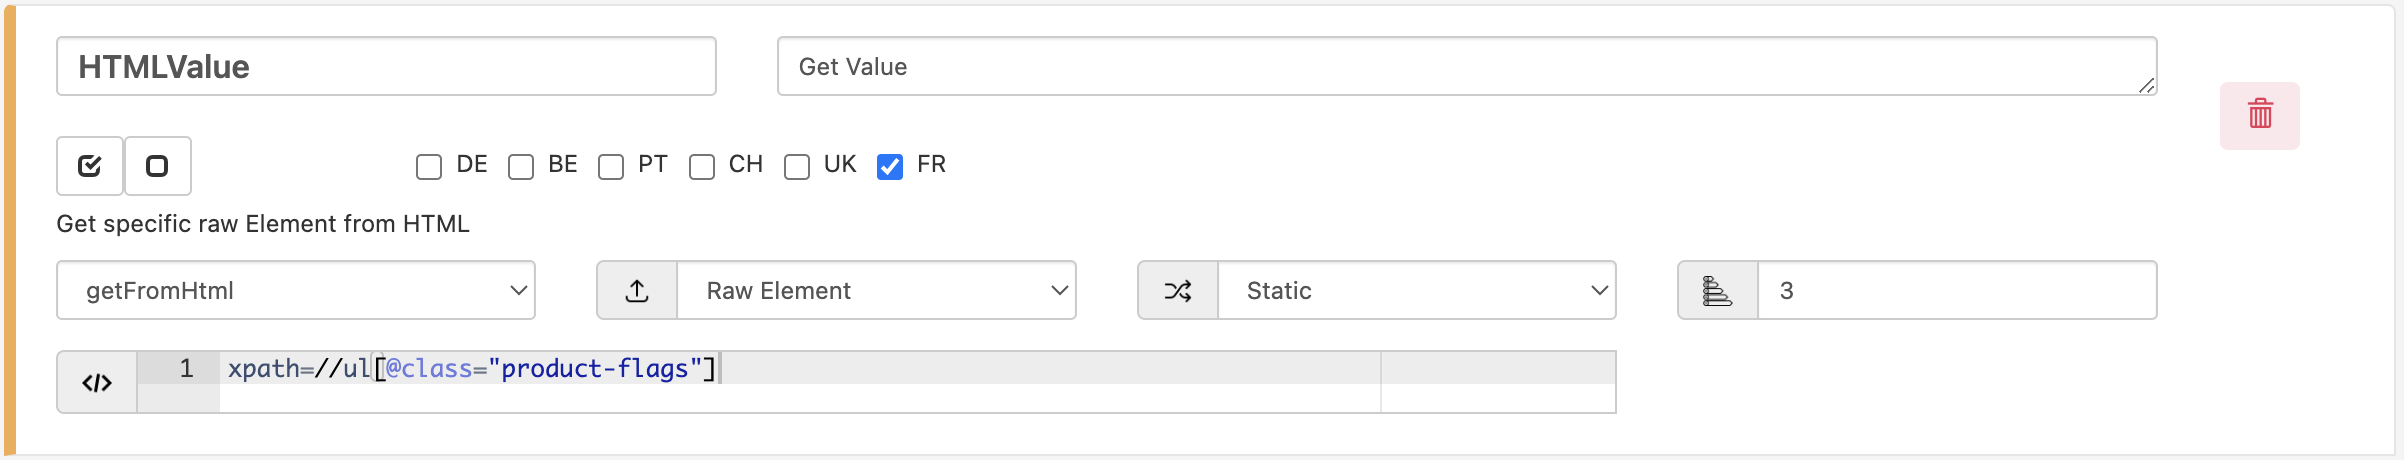 HTMLValue
Get Value
DE BE PT CH UK FR
Get specific raw Element from HTML
getFromHtml Raw Element Static 3
1 xpath=//ul[@class="product-flags"]